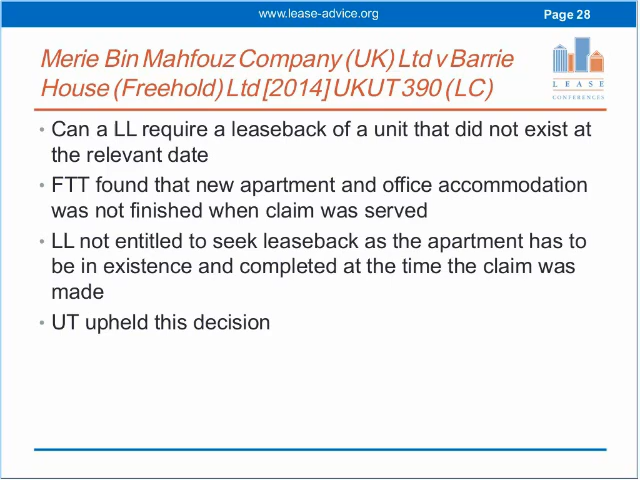 www.lease-advice.org
Page 28
Merie Bin Mahfouz Company (UK) Ltd v Barrie
House (Freehold) Ltd [2014] UKUT 390 (LC)
LEASE
CONFERENCES
• Can a LL require a leaseback of a unit that did not exist at
the relevant date
• FTT found that new apartment and office accommodation
was not finished when claim was served
• LL not entitled to seek leaseback as the apartment has to
be in existence and completed at the time the claim was
made
• UT upheld this decision